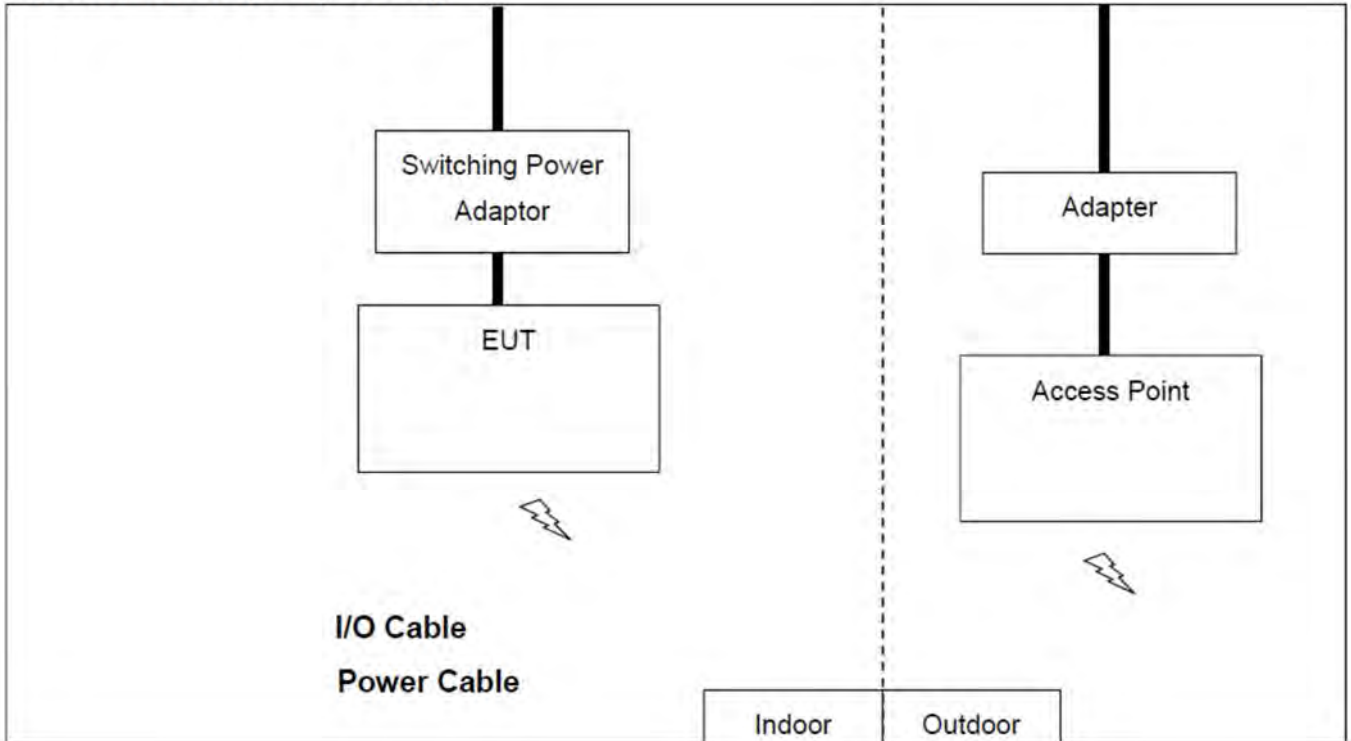 Switching Power
Adaptor
Adapter
EUT
Access Point
I/O Cable
Power Cable
Indoor
Outdoor